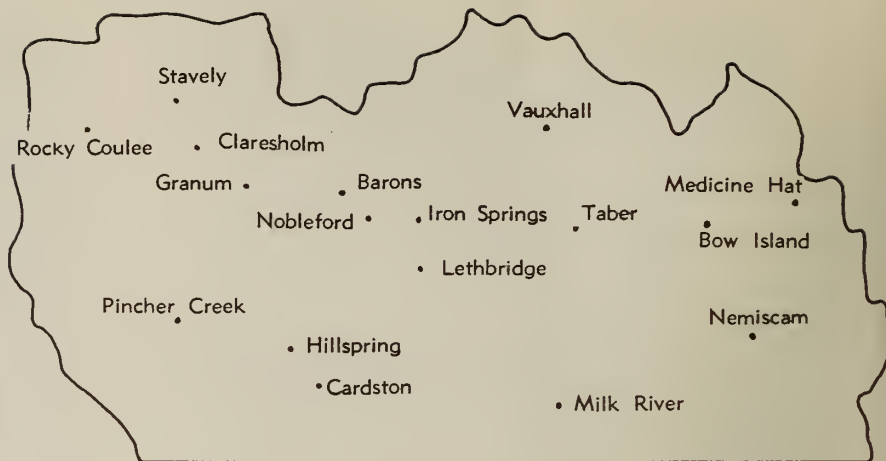 Stavely
Vauxhall
Rocky Coulee
Claresholm
Granum
Barons
Medicine Hat
Nobleford
Iron Springs
Taber
Bow Island
Lethbridge
Pincher Creek
Nemiscam
Hillspring
Cardston
Milk River